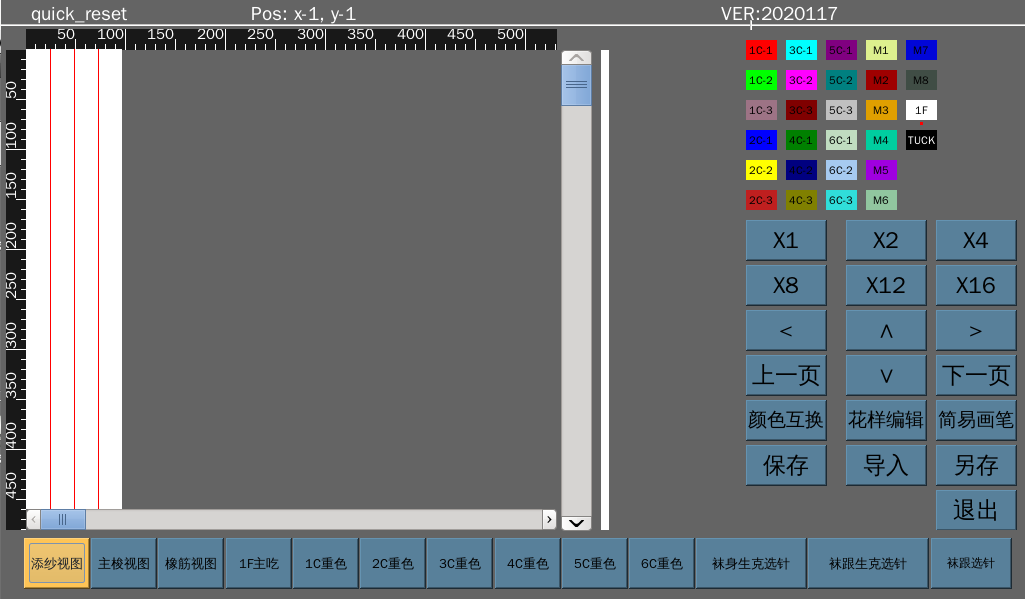 quick_reset Pos: x-1, y-1 VER:2020117
50 100 150 200 250 300 350 400 450 500
50
100
150
200
250
300
350
400
450
1C-1 3C-1 5C-1 M1 M7
1C-2 3C-2 5C-2 M2 M8
1C-3 3C-3 5C-3 M3 1F
2C-1 4C-1 6C-1 M4 TUCK
2C-2 4C-2 6C-2 M5
2C-3 4C-3 6C-3 M6
X1 X2 X4
X8 X12 X16
< ∧ >
上一页 ∨ 下一页
颜色互换 花样编辑 简易画笔
保存 导入 另存
退出
添纱视图 主梭视图 橡筋视图 1F主吃 1C重色 2C重色 3C重色 4C重色 5C重色 6C重色 袜身生克选针 袜跟生克选针 袜跟选针